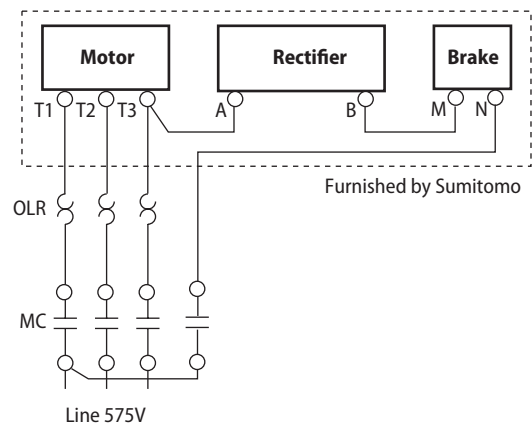 Motor Rectifier Brake
T1 T2 T3 A B M N
Furnished by Sumitomo
OLR
MC
Line 575V